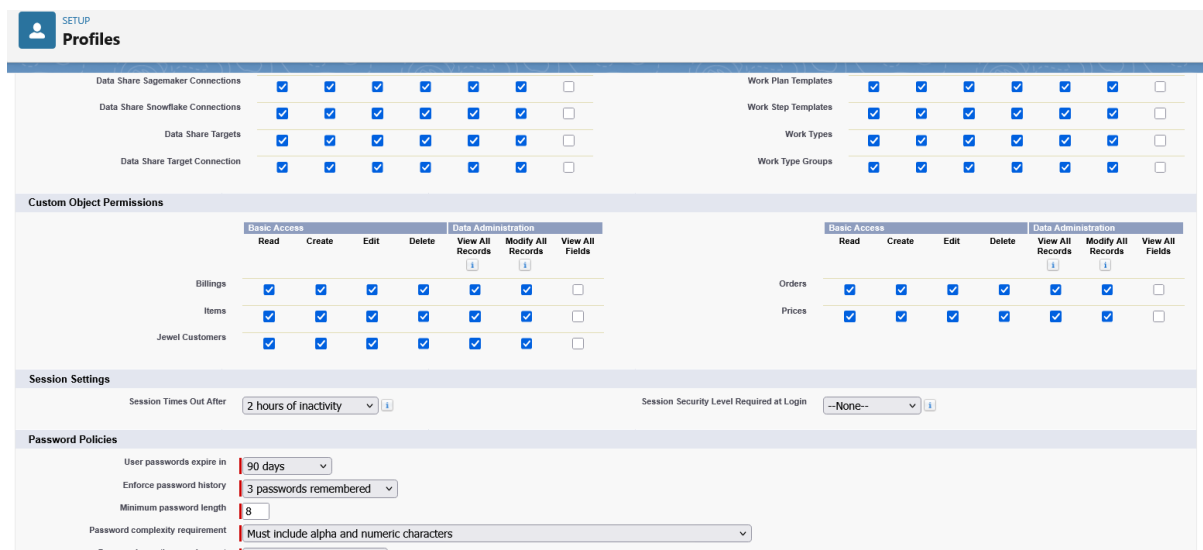 SETUP
Profiles
Data Share Sagemaker Connections
Work Plan Templates
Data Share Snowflake Connections
Work Step Templates
Data Share Targets
Work Types
Data Share Target Connection
Work Type Groups
Custom Object Permissions
Basic Access Data Administration
Read Create Edit Delete View All Records Modify All Records View All Fields
i i
Basic Access Data Administration
Read Create Edit Delete View All Records Modify All Records View All Fields
i i
Billings
Orders
Items
Prices
Jewel Customers
Session Settings
Session Times Out After 2 hours of inactivity i
Session Security Level Required at Login --None-- i
Password Policies
User passwords expire in 90 days
Enforce password history 3 passwords remembered
Minimum password length 8
Password complexity requirement Must include alpha and numeric characters